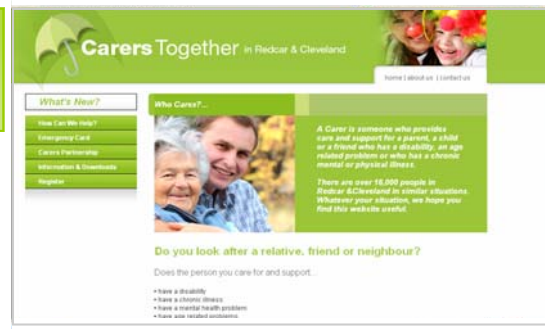 Carers Together in Redcar & Cleveland
home | about us | contact us
What's New?
How Can We Help?
Emergency Card
Carers Partnership
Information & Downloads
Register
Who Cares?...
A Carer is someone who provides
care and support for a parent, a child
or a friend who has a disability, an age
related problem or who has a chronic
mental or physical illness.
There are over 16,000 people in
Redcar &Cleveland in similar situations.
Whatever your situation, we hope you
find this website useful.
Do you look after a relative, friend or neighbour?
Does the person you care for and support...
• have a disability
• have a chronic illness
• have a mental health problem
• have age related problems